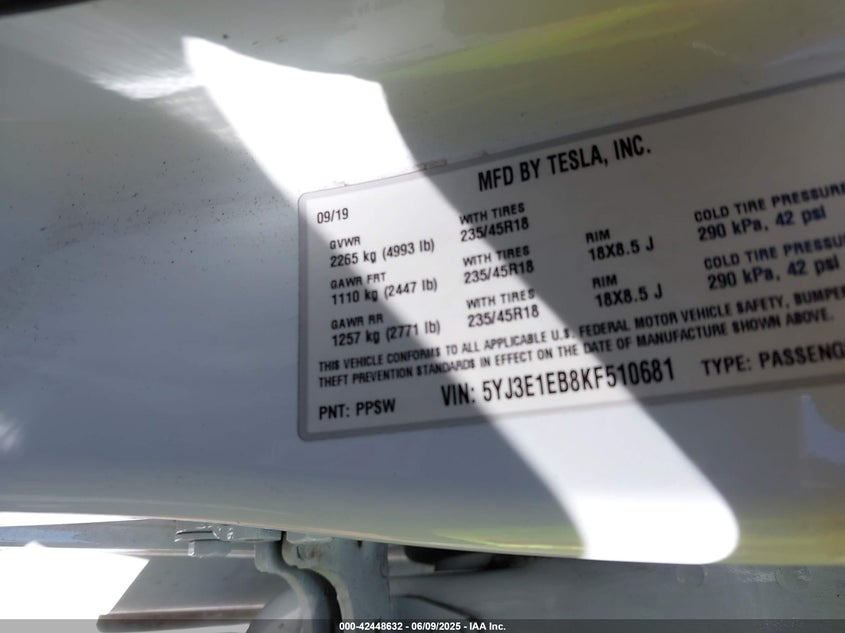 MFD BY TESLA, INC.
09/19
GVWR
2265 kg (4993 lb)
WITH TIRES
235/45R18
RIM
18X8.5 J
COLD TIRE PRESSURE
290 kPa, 42 psi
GAWR FRT
1110 kg (2447 lb)
WITH TIRES
235/45R18
RIM
18X8.5 J
COLD TIRE PRESSU
290 kPa, 42 psi
GAWR RR
1257 kg (2771 lb)
WITH TIRES
235/45R18
THIS VEHICLE CONFORMS TO ALL APPLICABLE U.S. FEDERAL MOTOR VEHICLE SAFETY, BUMPE
THEFT PREVENTION STANDARDS IN EFFECT ON THE DATE OF MANUFACTURE SHOWN ABOVE.
PNT: PPSW
VIN: 5YJ3E1EB8KF510681
TYPE: PASSENG
000-42448632 - 06/09/2025 - IAA Inc.